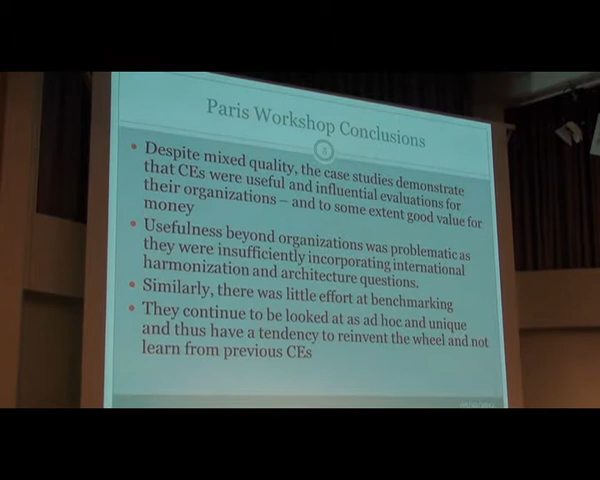 Paris Workshop Conclusions
Despite mixed quality, the case studies demonstrate
that CEs were useful and influential evaluations for
their organizations – and to some extent good value for
money
Usefulness beyond organizations was problematic as
they were insufficiently incorporating international
harmonization and architecture questions.
Similarly, there was little effort at benchmarking
They continue to be looked at as ad hoc and unique
and thus have a tendency to reinvent the wheel and not
learn from previous CEs